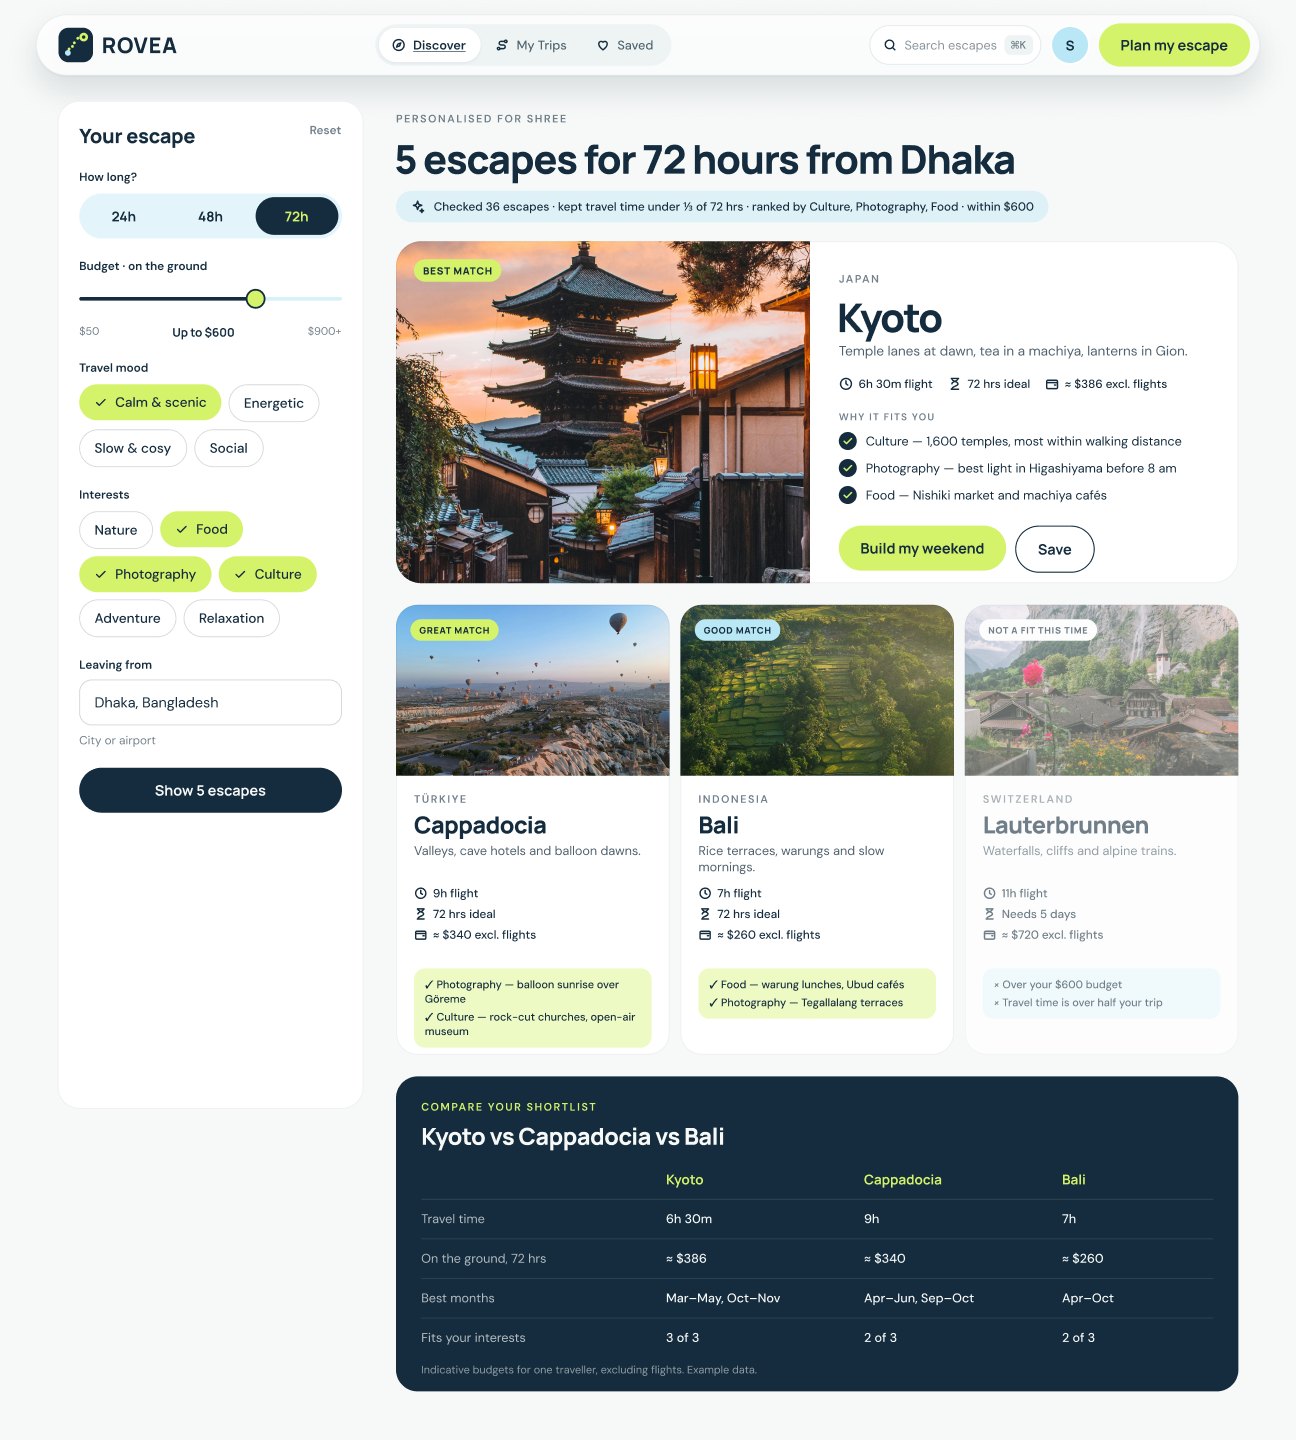 ROVEA
Discover
My Trips
Saved
Search escapes ⌘K
S
Plan my escape
Your escape
Reset
How long?
24h 48h 72h
Budget · on the ground
$50 Up to $600 $900+
Travel mood
Calm & scenic Energetic
Slow & cosy Social
Interests
Nature Food
Photography Culture
Adventure Relaxation
Leaving from
Dhaka, Bangladesh
City or airport
Show 5 escapes
PERSONALISED FOR SHREE
5 escapes for 72 hours from Dhaka
Checked 36 escapes · kept travel time under ⅓ of 72 hrs · ranked by Culture, Photography, Food · within $600
BEST MATCH
JAPAN
Kyoto
Temple lanes at dawn, tea in a machiya, lanterns in Gion.
6h 30m flight 72 hrs ideal ≈ $386 excl. flights
WHY IT FITS YOU
Culture — 1,600 temples, most within walking distance
Photography — best light in Higashiyama before 8 am
Food — Nishiki market and machiya cafés
Build my weekend Save
GREAT MATCH
TÜRKIYE
Cappadocia
Valleys, cave hotels and balloon dawns.
9h flight
72 hrs ideal
≈ $340 excl. flights
✓ Photography — balloon sunrise over
Göreme
✓ Culture — rock-cut churches, open-air
museum
GOOD MATCH
INDONESIA
Bali
Rice terraces, warungs and slow
mornings.
7h flight
72 hrs ideal
≈ $260 excl. flights
✓ Food — warung lunches, Ubud cafés
✓ Photography — Tegallalang terraces
NOT A FIT THIS TIME
SWITZERLAND
Lauterbrunnen
Waterfalls, cliffs and alpine trains.
11h flight
Needs 5 days
≈ $720 excl. flights
× Over your $600 budget
× Travel time is over half your trip
COMPARE YOUR SHORTLIST
Kyoto vs Cappadocia vs Bali
Kyoto Cappadocia Bali
Travel time 6h 30m 9h 7h
On the ground, 72 hrs ≈ $386 ≈ $340 ≈ $260
Best months Mar–May, Oct–Nov Apr–Jun, Sep–Oct Apr–Oct
Fits your interests 3 of 3 2 of 3 2 of 3
Indicative budgets for one traveller, excluding flights. Example data.